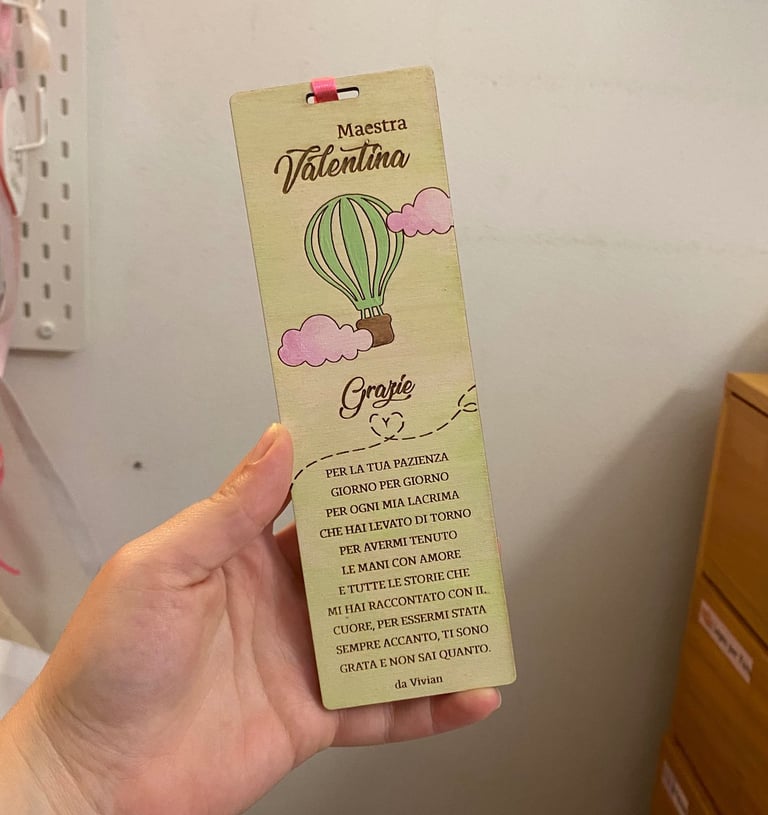 Maestra
Valentina
Grazie
V
PER LA TUA PAZIENZA
GIORNO PER GIORNO
PER OGNI MIA LACRIMA
CHE HAI LEVATO DI TORNO
PER AVERMI TENUTO
LE MANI CON AMORE
E TUTTE LE STORIE CHE
MI HAI RACCONTATO CON IL
CUORE, PER ESSERMI STATA
SEMPRE ACCANTO, TI SONO
GRATA E NON SAI QUANTO.
da Vivian